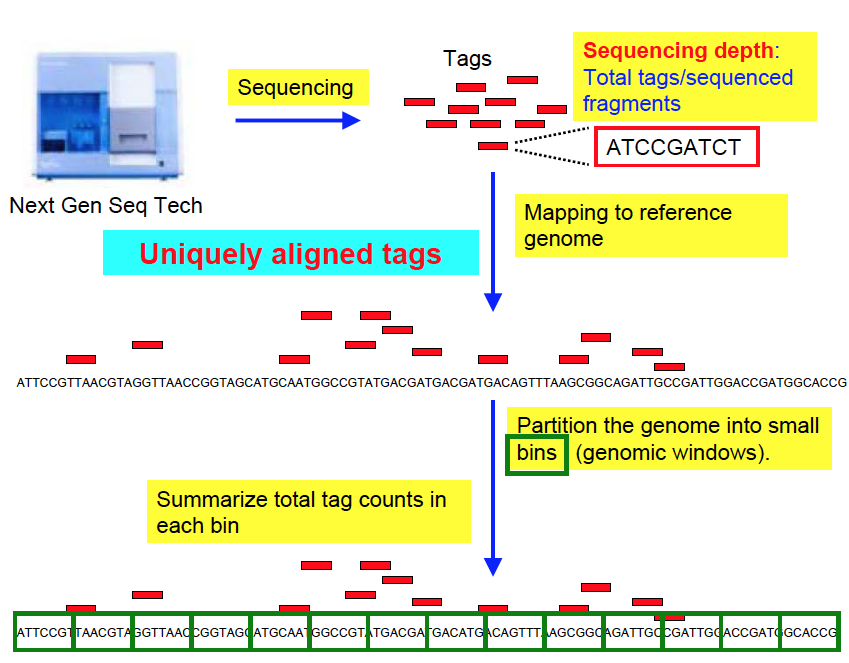 Tags
Sequencing depth:
Total tags/sequenced
fragments
Sequencing
ATCCGATCT
Next Gen Seq Tech
Mapping to reference
genome
Uniquely aligned tags
ATTCCGTTAACGTAGGTTAACCGGTAGCATGCAATGGCCGTATGACGATGACGATGACAGTTTAAGCGGCAGATTGCCGATTGGACCGATGGCACCG
Partition the genome into small
bins (genomic windows).
Summarize total tag counts in
each bin
ATTCCGTTAACGTAGGTTAACCGGTAGCATGCAATGGCCGTATGACGATGACATGACAGTTTAAGCGGCAGATTGCCGATTGGACCGATGGCACCG